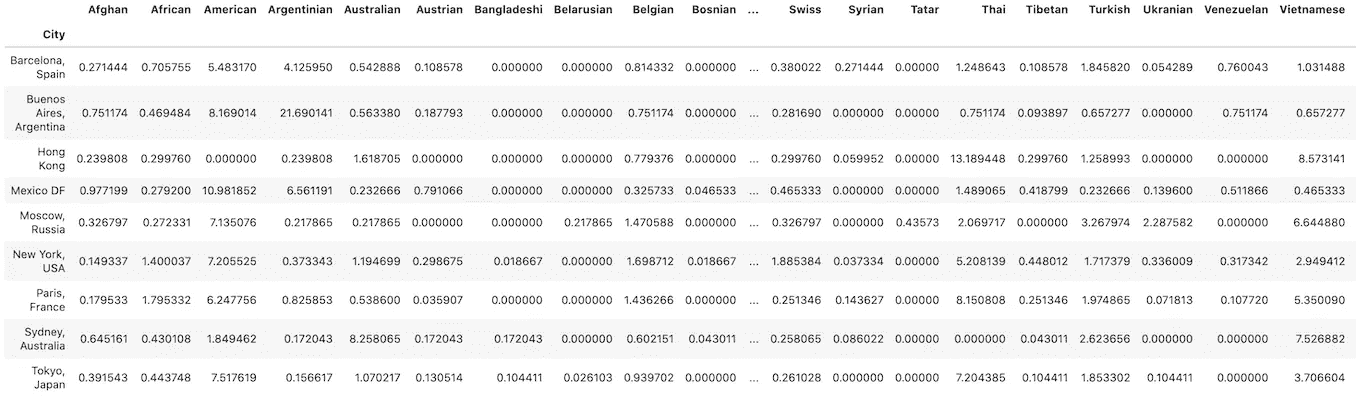 Afghan African American Argentinian Australian Austrian Bangladeshi Belarusian Belgian Bosnian ... Swiss Syrian Tatar Thai Tibetan Turkish Ukranian Venezuelan Vietnamese
City
Barcelona,
Spain 0.271444 0.705755 5.483170 4.125950 0.542888 0.108578 0.000000 0.000000 0.814332 0.000000 ... 0.380022 0.271444 0.00000 1.248643 0.108578 1.845820 0.054289 0.760043 1.031488
Buenos
Aires,
Argentina 0.751174 0.469484 8.169014 21.690141 0.563380 0.187793 0.000000 0.000000 0.751174 0.000000 ... 0.281690 0.000000 0.00000 0.751174 0.093897 0.657277 0.000000 0.751174 0.657277
Hong
Kong 0.239808 0.299760 0.000000 0.239808 1.618705 0.000000 0.000000 0.000000 0.779376 0.000000 ... 0.299760 0.059952 0.00000 13.189448 0.299760 1.258993 0.000000 0.000000 8.573141
Mexico DF 0.977199 0.279200 10.981852 6.561191 0.232666 0.791066 0.000000 0.000000 0.325733 0.046533 ... 0.465333 0.000000 0.00000 1.489065 0.418799 0.232666 0.139600 0.511866 0.465333
Moscow,
Russia 0.326797 0.272331 7.135076 0.217865 0.217865 0.000000 0.000000 0.217865 1.470588 0.000000 ... 0.326797 0.000000 0.43573 2.069717 0.000000 3.267974 2.287582 0.000000 6.644880
New York,
USA 0.149337 1.400037 7.205525 0.373343 1.194699 0.298675 0.018667 0.000000 1.698712 0.018667 ... 1.885384 0.037334 0.00000 5.208139 0.448012 1.717379 0.336009 0.317342 2.949412
Paris,
France 0.179533 1.795332 6.247756 0.825853 0.538600 0.035907 0.000000 0.000000 1.436266 0.000000 ... 0.251346 0.143627 0.00000 8.150808 0.251346 1.974865 0.071813 0.107720 5.350090
Sydney,
Australia 0.645161 0.430108 1.849462 0.172043 8.258065 0.172043 0.172043 0.000000 0.602151 0.043011 ... 0.258065 0.086022 0.00000 0.000000 0.043011 2.623656 0.000000 0.000000 7.526882
Tokyo,
Japan 0.391543 0.443748 7.517619 0.156617 1.070217 0.130514 0.104411 0.026103 0.939702 0.000000 ... 0.261028 0.000000 0.00000 7.204385 0.104411 1.853302 0.104411 0.000000 3.706604